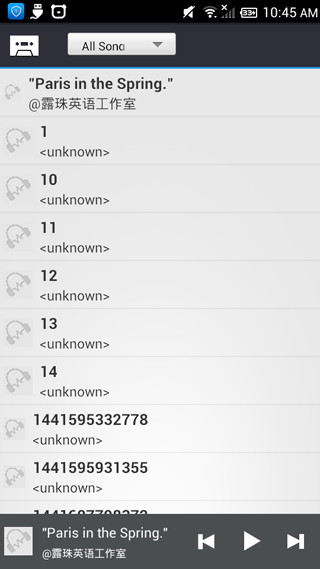 33+ 10:45 AM
All Song
"Paris in the Spring."
@露珠英语工作室
1
<unknown>
10
<unknown>
11
<unknown>
12
<unknown>
13
<unknown>
14
<unknown>
1441595332778
<unknown>
1441595931355
<unknown>
"Paris in the Spring."
@露珠英语工作室